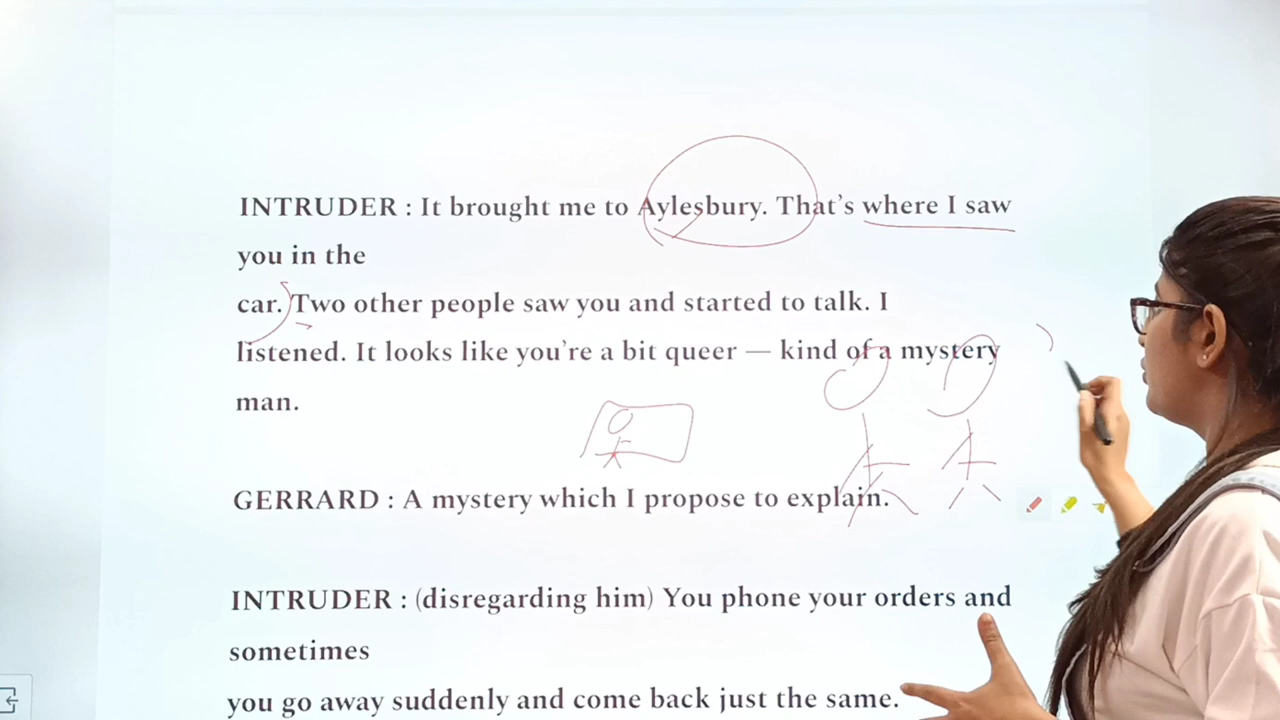 INTRUDER : It brought me to Aylesbury. That's where I saw
you in the
car. Two other people saw you and started to talk. I
listened. It looks like you're a bit queer — kind of a mystery
man.
GERRARD : A mystery which I propose to explain.
INTRUDER : (disregarding him) You phone your orders and
sometimes
you go away suddenly and come back just the same.